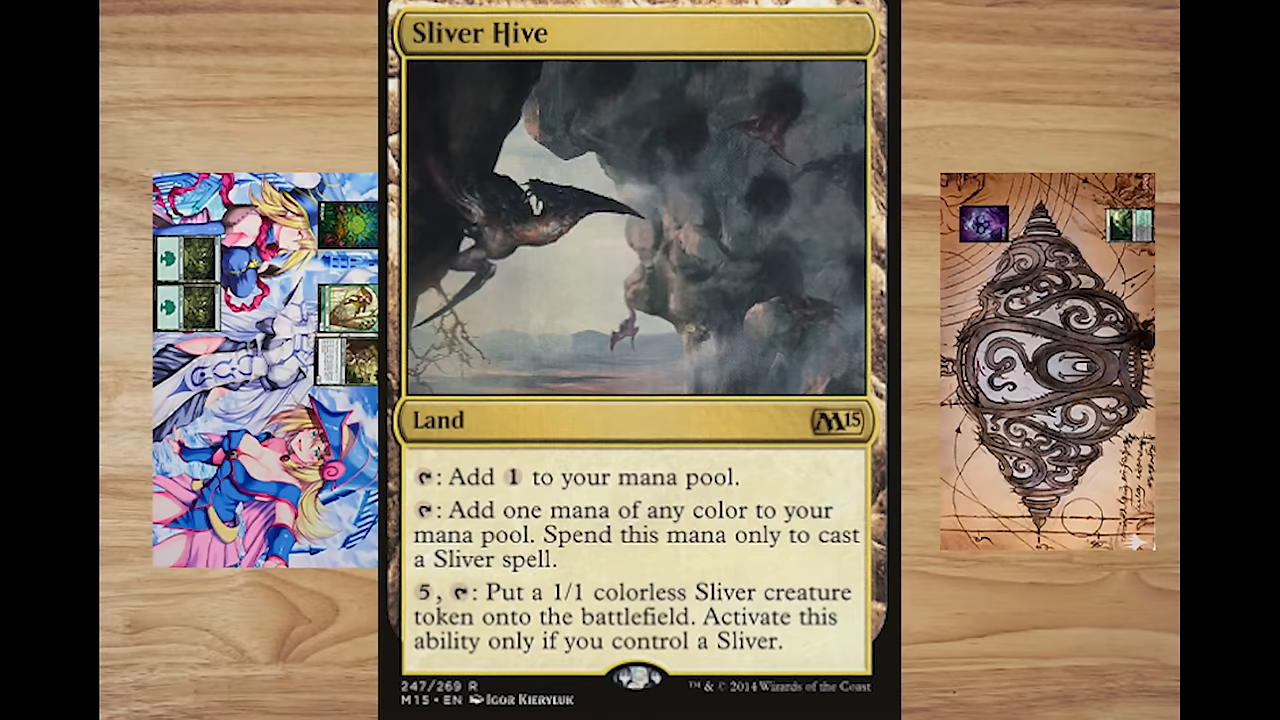 Sliver Hive
Land
M15
: Add 1 to your mana pool.
: Add one mana of any color to your
mana pool. Spend this mana only to cast
a Sliver spell.
5, : Put a 1/1 colorless Sliver creature
token onto the battlefield. Activate this
ability only if you control a Sliver.
247/269 R
M15 • EN Igor Kieryluk
™ & © 2014 Wizards of the Coast